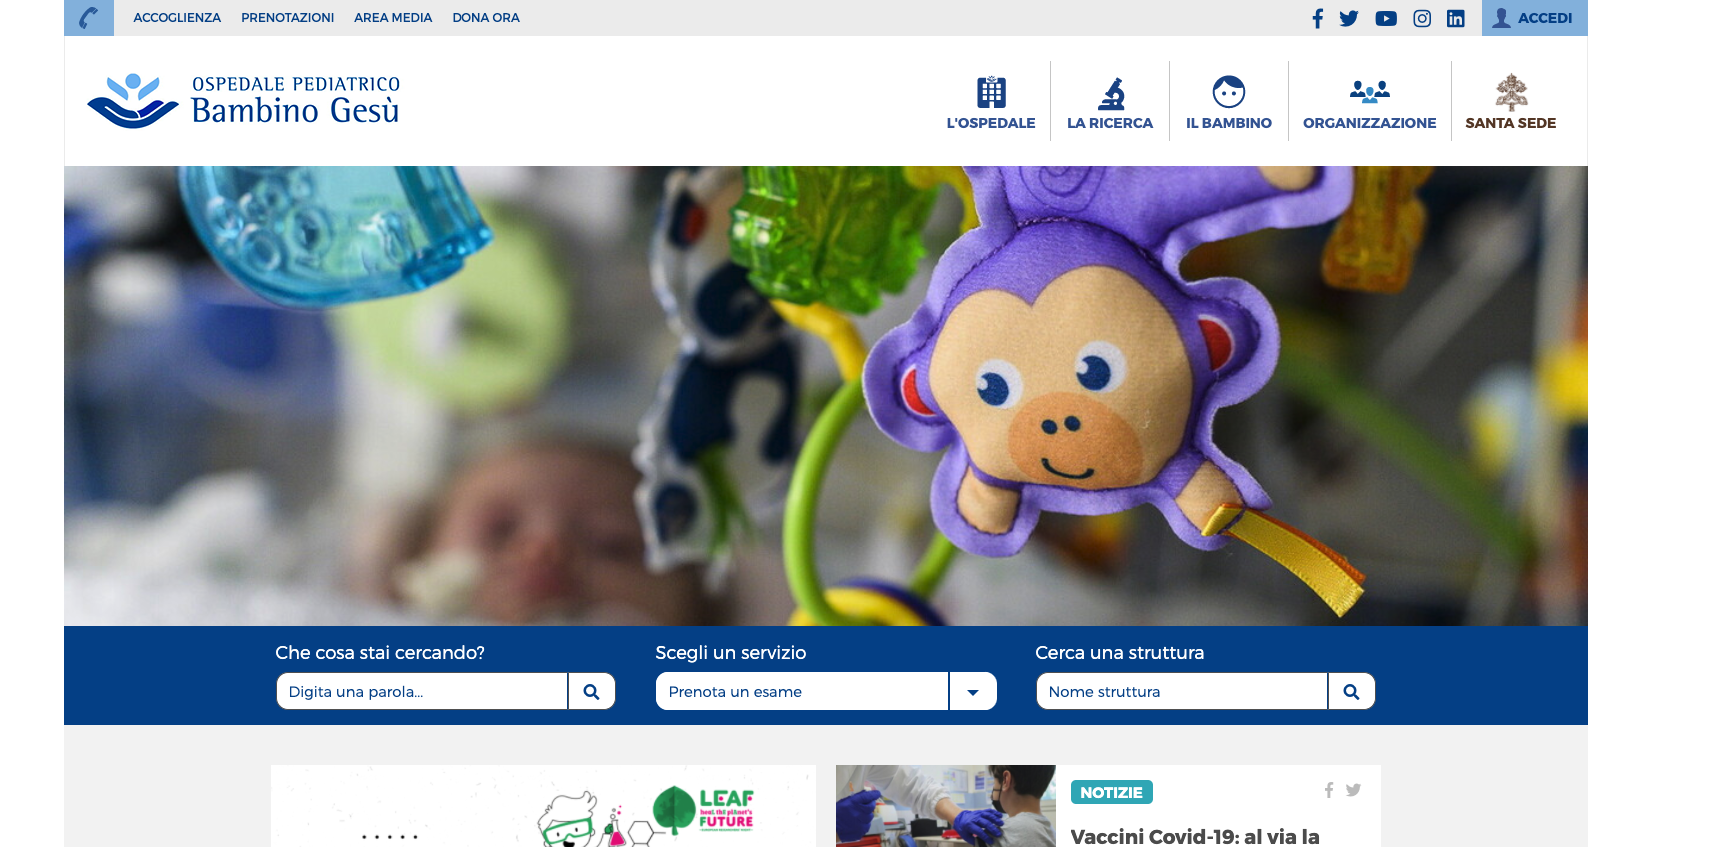 ACCOGLIENZA PRENOTAZIONI AREA MEDIA DONA ORA
ACCEDI
OSPEDALE PEDIATRICO
Bambino Gesù
L'OSPEDALE
LA RICERCA
IL BAMBINO
ORGANIZZAZIONE
SANTA SEDE
Che cosa stai cercando?
Digita una parola...
Scegli un servizio
Prenota un esame
Cerca una struttura
Nome struttura
LEAF
heal the planet's
FUTURE
NOTIZIE
Vaccini Covid-19: al via la